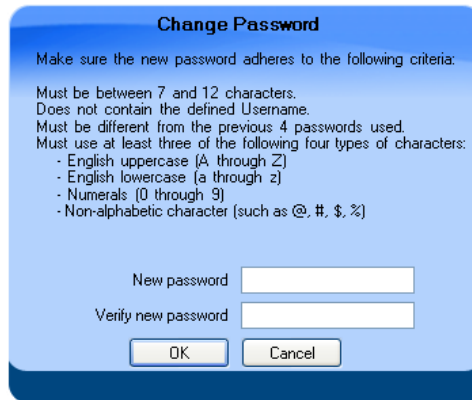 Change Password
Make sure the new password adheres to the following criteria:
Must be between 7 and 12 characters.
Does not contain the defined Username.
Must be different from the previous 4 passwords used.
Must use at least three of the following four types of characters:
- English uppercase (A through Z)
- English lowercase (a through z)
- Numerals (0 through 9)
- Non-alphabetic character (such as @, #, $, %)
New password
Verify new password
OK Cancel